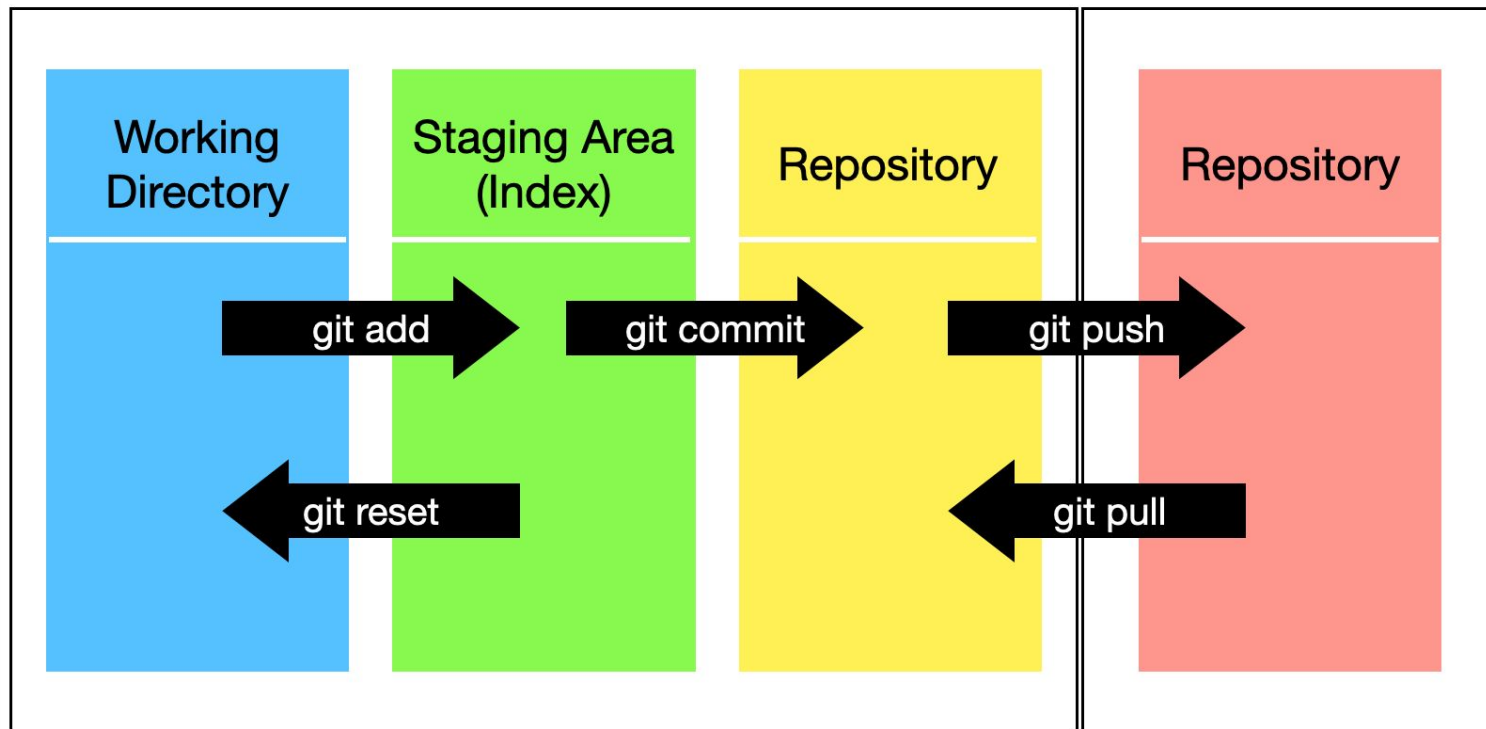 Working
Directory
Staging Area
(Index)
Repository
Repository
git add
git commit
git push
git reset
git pull